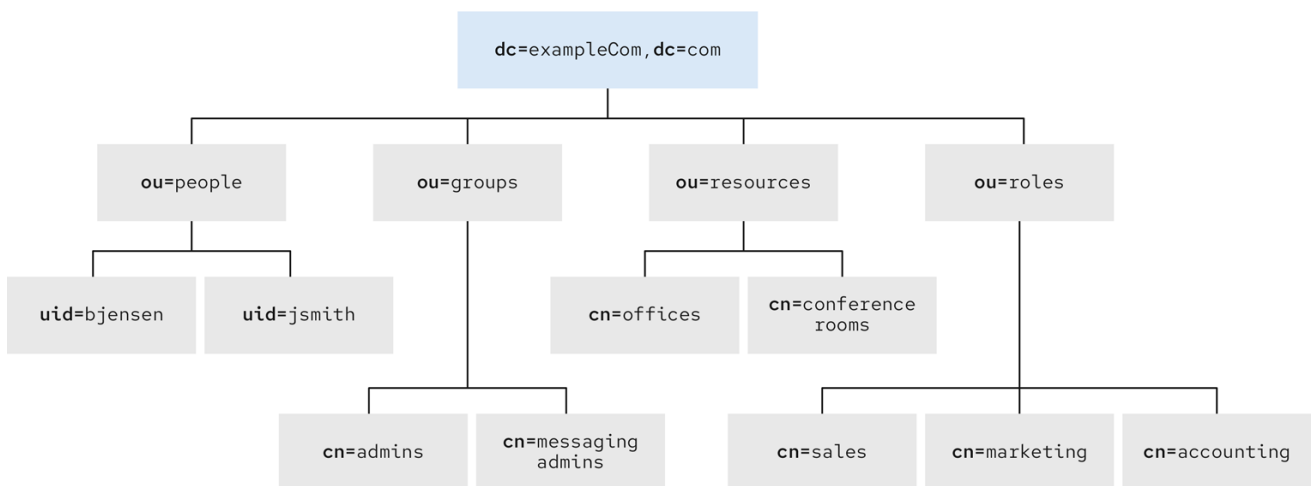 dc=exampleCom,dc=com
ou=people
ou=groups
ou=resources
ou=roles
uid=bjensen
uid=jsmith
cn=offices
cn=conference
rooms
cn=admins
cn=messaging
admins
cn=sales
cn=marketing
cn=accounting